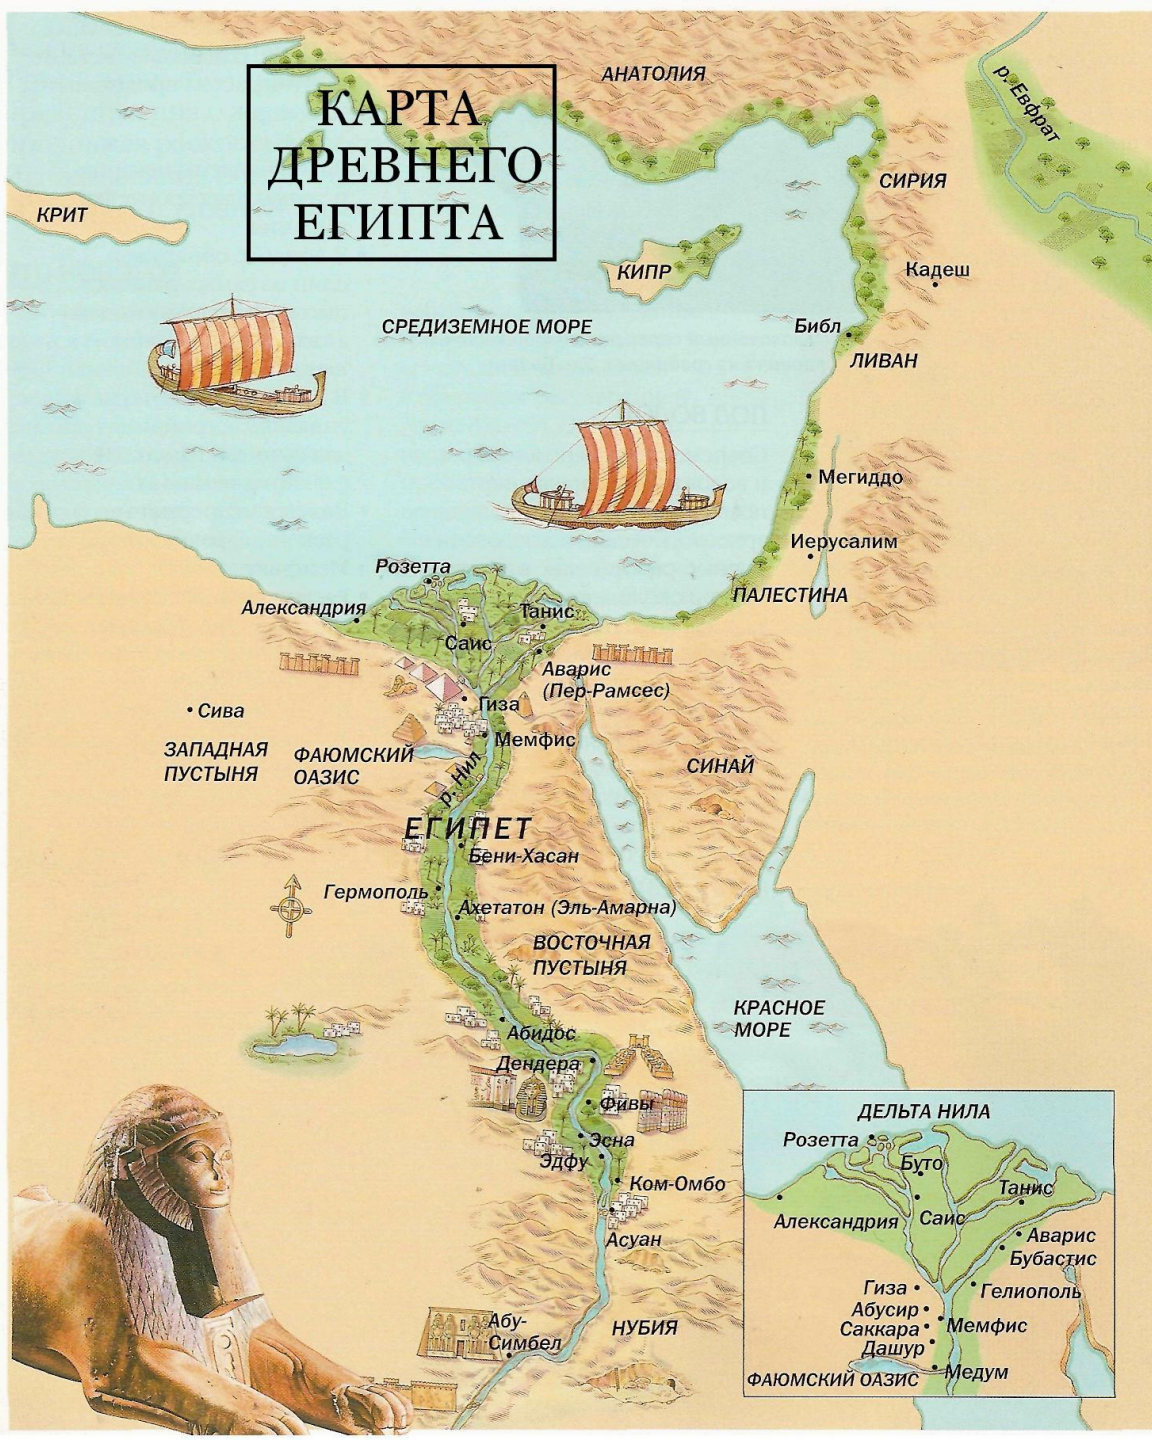 КАРТА
ДРЕВНЕГО
ЕГИПТА
АНАТОЛИЯ
р. Евфрат
СИРИЯ
КРИТ
КИПР
Кадеш
СРЕДИЗЕМНОЕ МОРЕ
Библ
ЛИВАН
Мегиддо
Иерусалим
ПАЛЕСТИНА
Розетта
Александрия
Танис
Саис
Аварис
(Пер-Рамсес)
Гиза
Сива
Мемфис
ЗАПАДНАЯ
ПУСТЫНЯ
ФАЮМСКИЙ
ОАЗИС
р. Нил
СИНАЙ
ЕГИПЕТ
Бени-Хасан
Гермополь
Ахетатон (Эль-Амарна)
ВОСТОЧНАЯ
ПУСТЫНЯ
КРАСНОЕ
МОРЕ
Абидос
Дендера
Фивы
Эсна
Эдфу
Ком-Омбо
Асуан
Абу-
Симбел
НУБИЯ
ДЕЛЬТА НИЛА
Розетта
Буто
Танис
Александрия
Саис
Аварис
Бубастис
Гиза
Гелиополь
Абусир
Саккара
Мемфис
Дашур
Медум
ФАЮМСКИЙ ОАЗИС